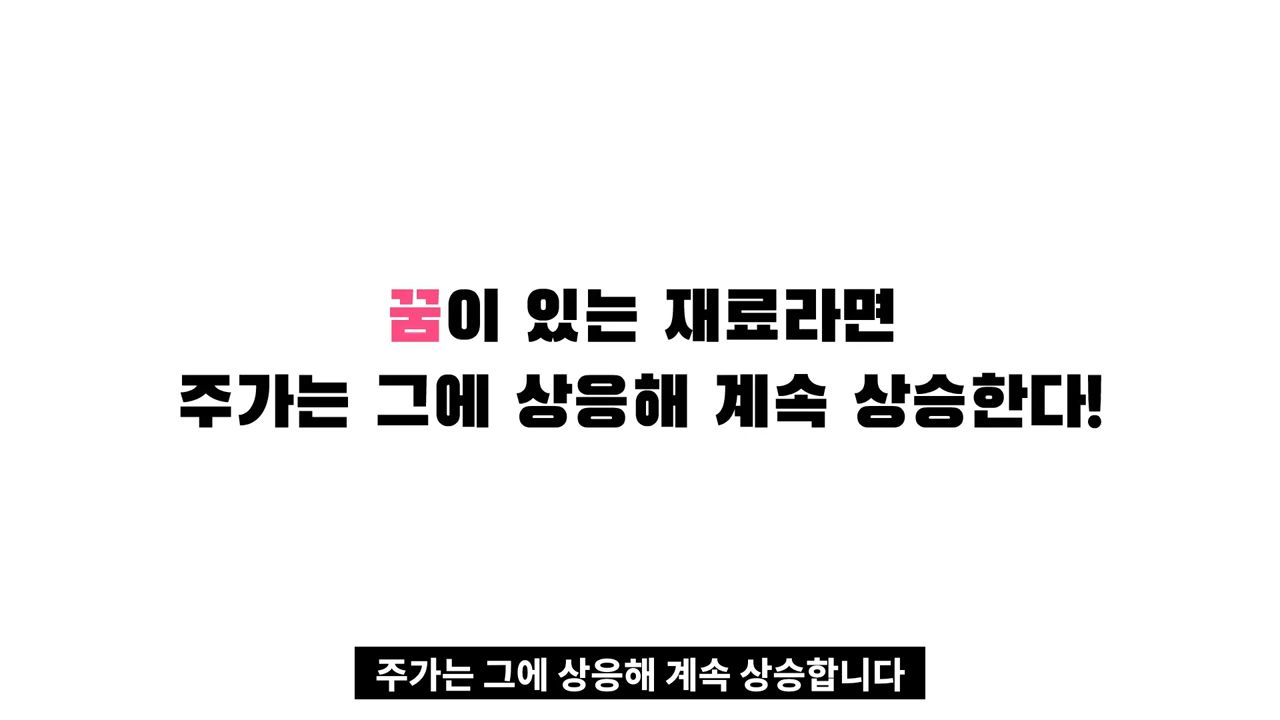 꿈이 있는 재료라면
주가는 그에 상응해 계속 상승한다!
주가는 그에 상응해 계속 상승합니다